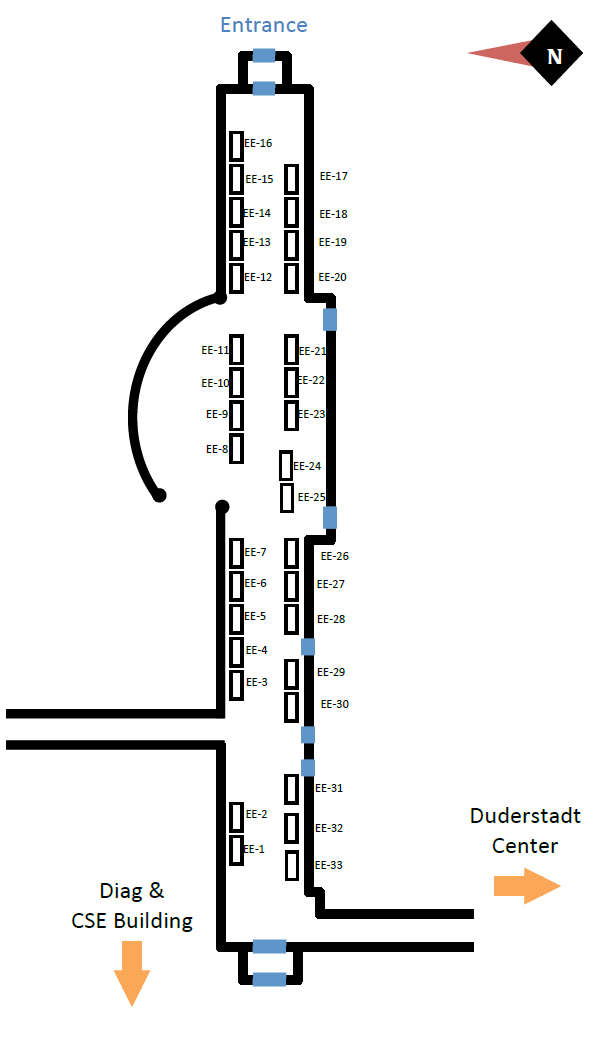 Entrance
N
EE-16
EE-15
EE-17
EE-14
EE-18
EE-13
EE-19
EE-12
EE-20
EE-11
EE-21
EE-10
EE-22
EE-9
EE-23
EE-8
EE-24
EE-25
EE-7
EE-26
EE-6
EE-27
EE-5
EE-28
EE-4
EE-29
EE-3
EE-30
EE-31
EE-2
EE-32
EE-1
EE-33
Duderstadt
Center
Diag &
CSE Building